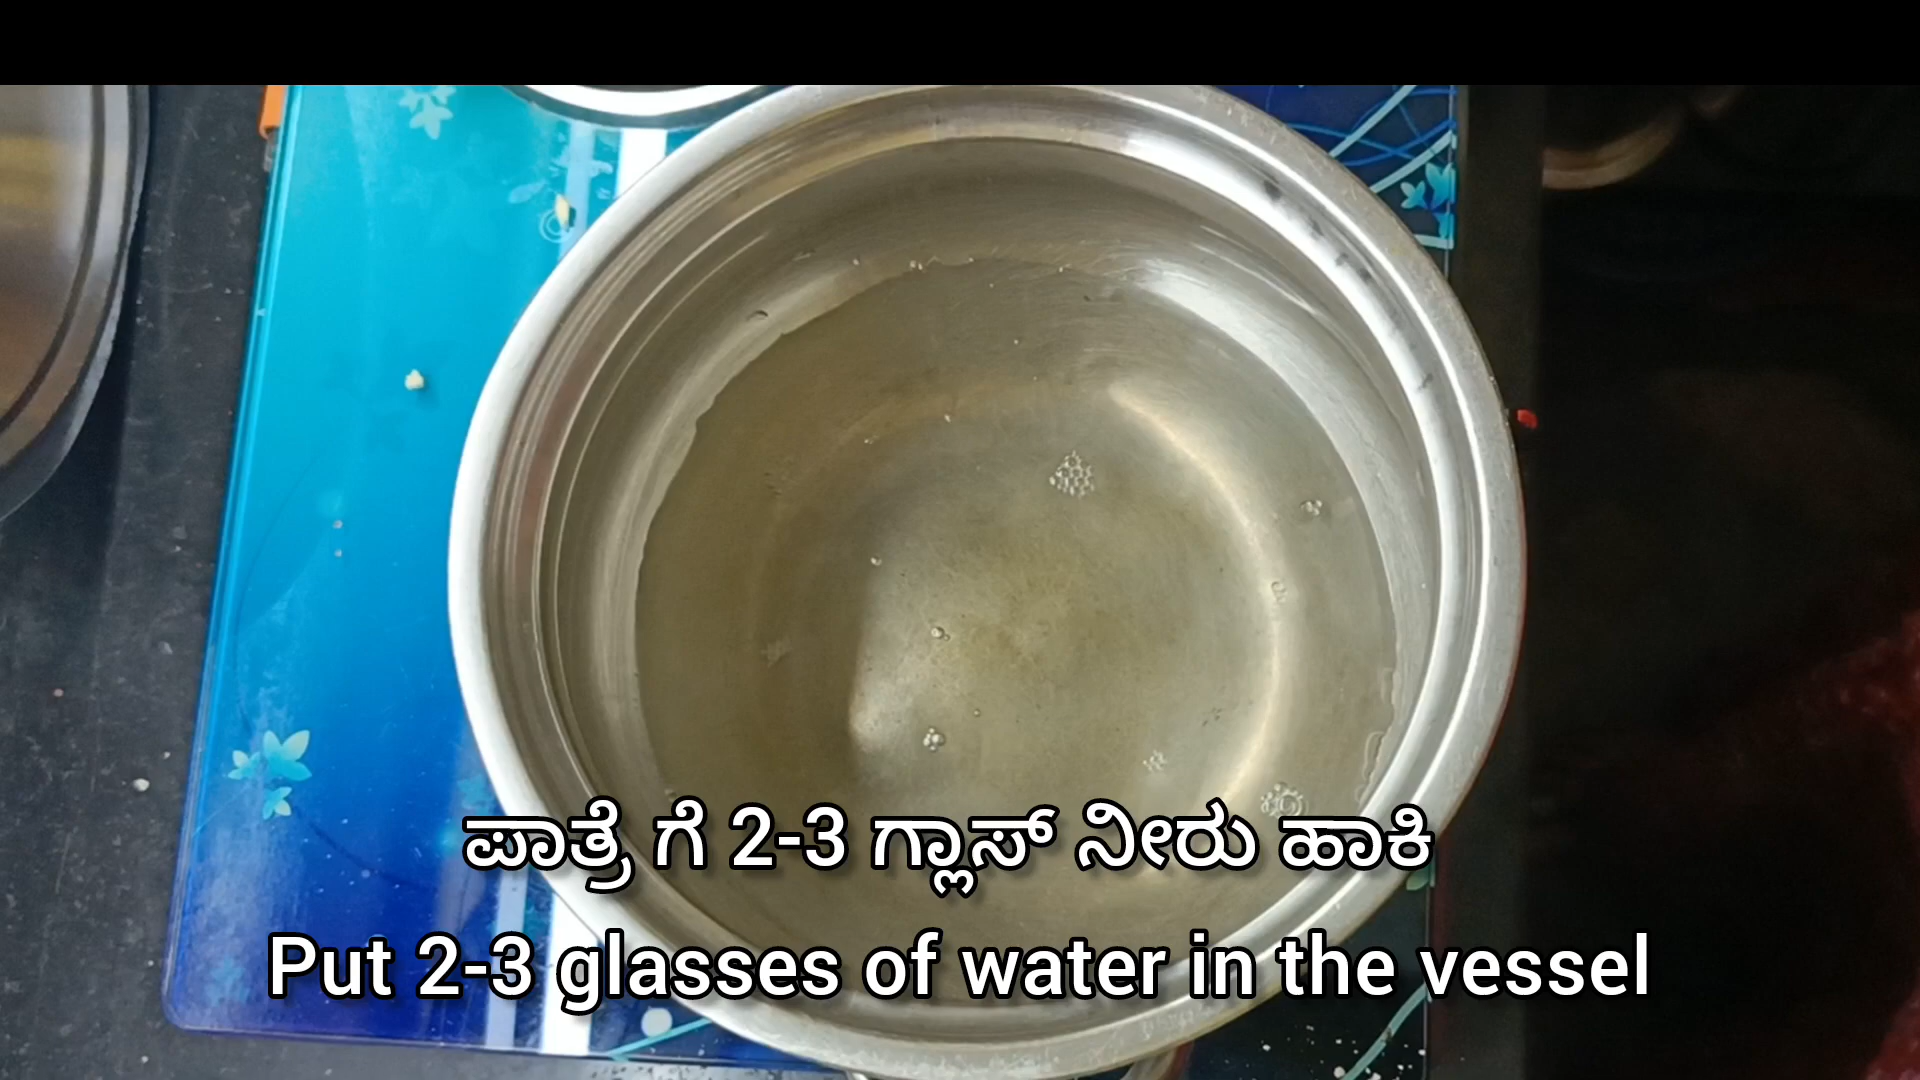 ಪಾತ್ರೆ ಗೆ 2-3 ಗ್ಲಾಸ್ ನೀರು ಹಾಕಿ
Put 2-3 glasses of water in the vessel